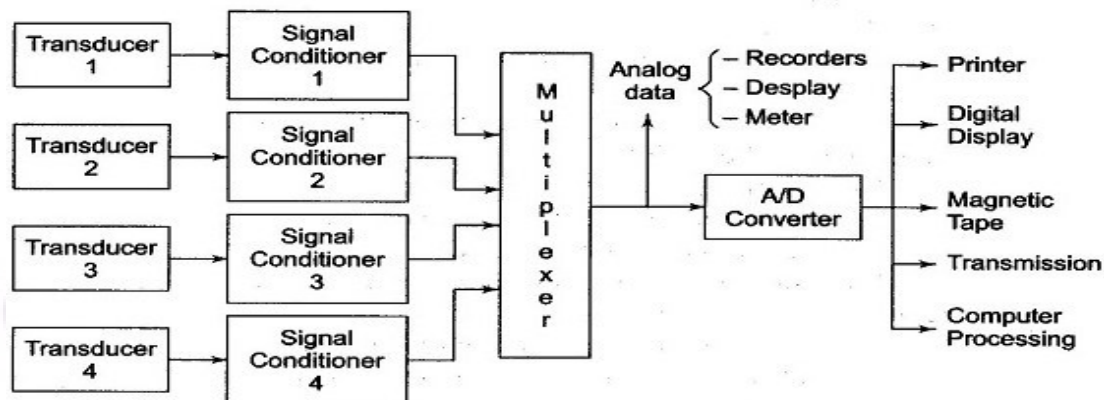 Transducer
1
Signal
Conditioner
1
Transducer
2
Signal
Conditioner
2
Transducer
3
Signal
Conditioner
3
Transducer
4
Signal
Conditioner
4
Multiplexer
Analog
data
– Recorders
– Desplay
– Meter
A/D
Converter
Printer
Digital
Display
Magnetic
Tape
Transmission
Computer
Processing